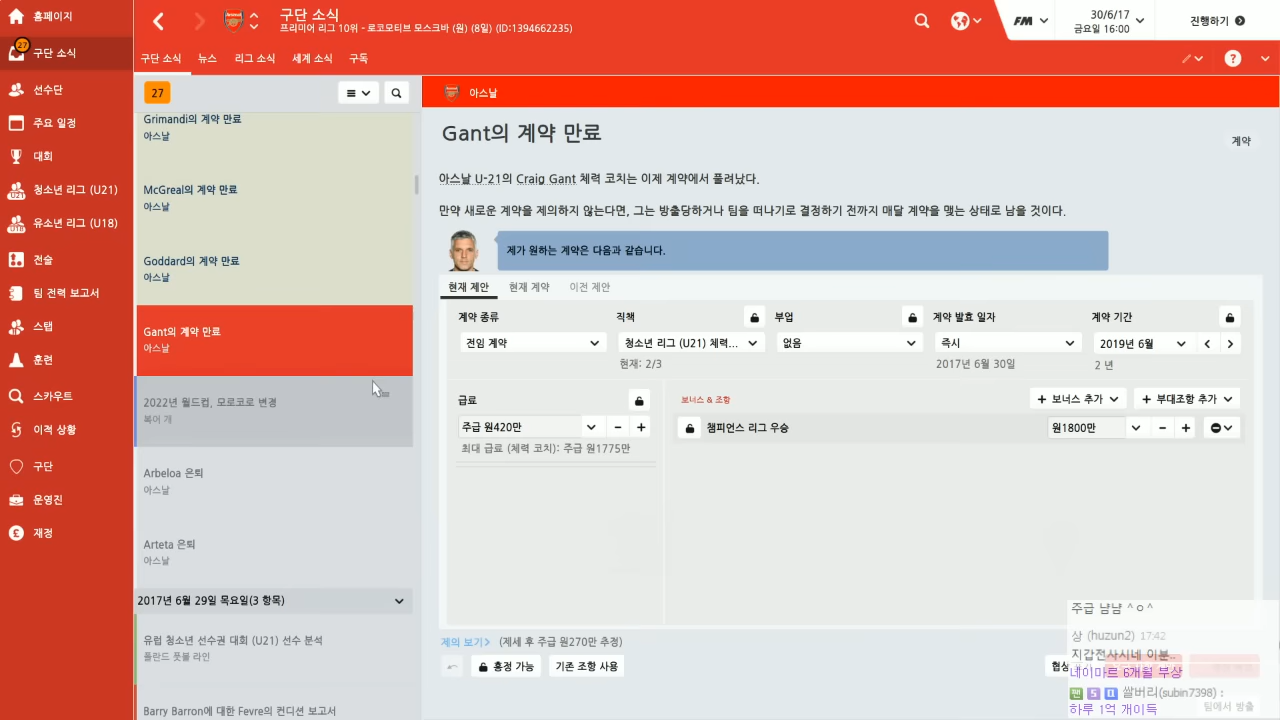 홈페이지
구단 소식
프리미어 리그 10위 - 로코모티브 모스크바 (원) (8일) (ID:1394662235)
FM
30/6/17
금요일 16:00
진행하기
27
구단 소식
구단 소식 뉴스 리그 소식 세계 소식 구독
?
선수단
주요 일정
대회
청소년 리그 (U21)
유소년 리그 (U18)
전술
팀 전력 보고서
스탭
훈련
스카우트
이적 상황
구단
운영진
재정
27
Grimandi의 계약 만료
아스날
McGreal의 계약 만료
아스날
Goddard의 계약 만료
아스날
Gant의 계약 만료
아스날
2022년 월드컵, 모로코로 변경
복어 개
Arbeloa 은퇴
아스날
Arteta 은퇴
아스날
2017년 6월 29일 목요일(3 항목)
유럽 청소년 선수권 대회 (U21) 선수 분석
폴란드 풋볼 라인
Barry Barron에 대한 Fevre의 컨디션 보고서
아스날
Gant의 계약 만료
계약
아스날 U-21의 Craig Gant 체력 코치는 이제 계약에서 풀려났다.
만약 새로운 계약을 제의하지 않는다면, 그는 방출당하거나 팀을 떠나기로 결정하기 전까지 매달 계약을 맺는 상태로 남을 것이다.
제가 원하는 계약은 다음과 같습니다.
현재 제안 현재 계약 이전 제안
계약 종류 직책 부업 계약 발효 일자 계약 기간
전임 계약 청소년 리그 (U21) 체력... 없음 즉시 2019년 6월
현재: 2/3 2017년 6월 30일 2 년
급료 보너스 & 조항 + 보너스 추가 + 부대조항 추가
주급 원420만 챔피언스 리그 우승 원1800만
최대 급료 (체력 코치): 주급 원1775만
제의 보기> (제세 후 주급 원270만 추정)
흥정 가능 기존 조항 사용 협상
팀에서 방출
주급 냠냠 ^ㅇ^
상 (huzun2) 17:42
지갑전사시네 이분..
네이마르 6개월 부상
팬 S Q 쌀버리(subin7398) :
하루 1억 개이득